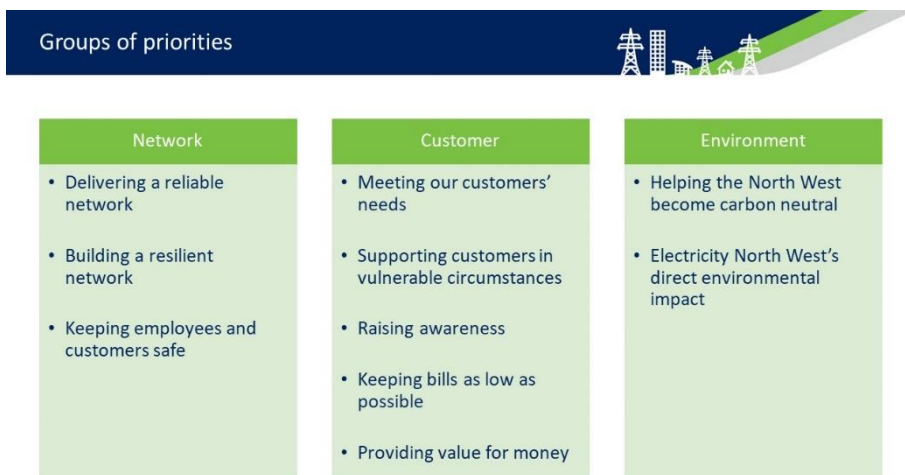 Groups of priorities
Network
• Delivering a reliable
network
• Building a resilient
network
• Keeping employees and
customers safe
Customer
• Meeting our customers’
needs
• Supporting customers in
vulnerable circumstances
• Raising awareness
• Keeping bills as low as
possible
• Providing value for money
Environment
• Helping the North West
become carbon neutral
• Electricity North West’s
direct environmental
impact